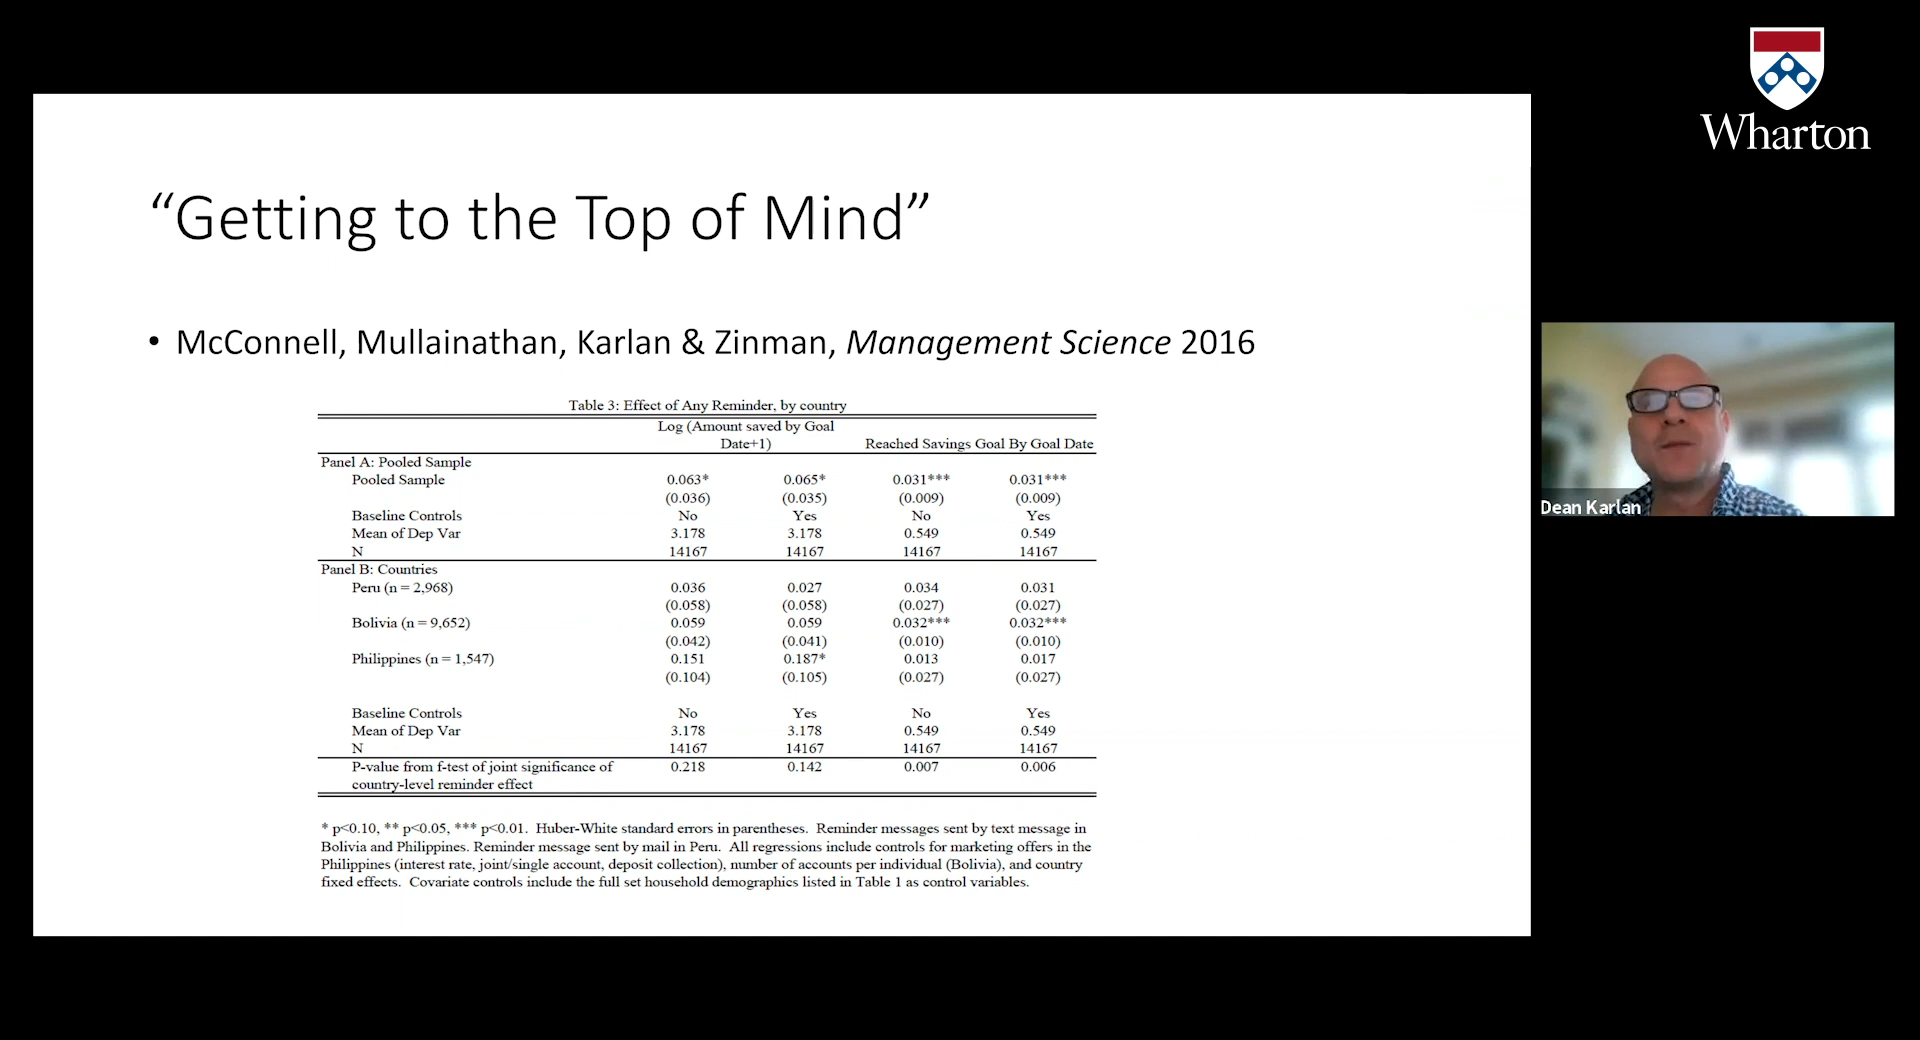 Wharton
“Getting to the Top of Mind”
• McConnell, Mullainathan, Karlan & Zinman, Management Science 2016
Table 3: Effect of Any Reminder, by country
Log (Amount saved by Goal
Date+1) Reached Savings Goal By Goal Date
Panel A: Pooled Sample
Pooled Sample 0.063* 0.065* 0.031*** 0.031***
(0.036) (0.035) (0.009) (0.009)
Baseline Controls No Yes No Yes
Mean of Dep Var 3.178 3.178 0.549 0.549
N 14167 14167 14167 14167
Panel B: Countries
Peru (n = 2,968) 0.036 0.027 0.034 0.031
(0.058) (0.058) (0.027) (0.027)
Bolivia (n = 9,652) 0.059 0.059 0.032*** 0.032***
(0.042) (0.041) (0.010) (0.010)
Philippines (n = 1,547) 0.151 0.187* 0.013 0.017
(0.104) (0.105) (0.027) (0.027)
Baseline Controls No Yes No Yes
Mean of Dep Var 3.178 3.178 0.549 0.549
N 14167 14167 14167 14167
P-value from f-test of joint significance of 0.218 0.142 0.007 0.006
country-level reminder effect
* p<0.10, ** p<0.05, *** p<0.01. Huber-White standard errors in parentheses. Reminder messages sent by text message in
Bolivia and Philippines. Reminder message sent by mail in Peru. All regressions include controls for marketing offers in the
Philippines (interest rate, joint/single account, deposit collection), number of accounts per individual (Bolivia), and country
fixed effects. Covariate controls include the full set household demographics listed in Table 1 as control variables.
Dean Karlan